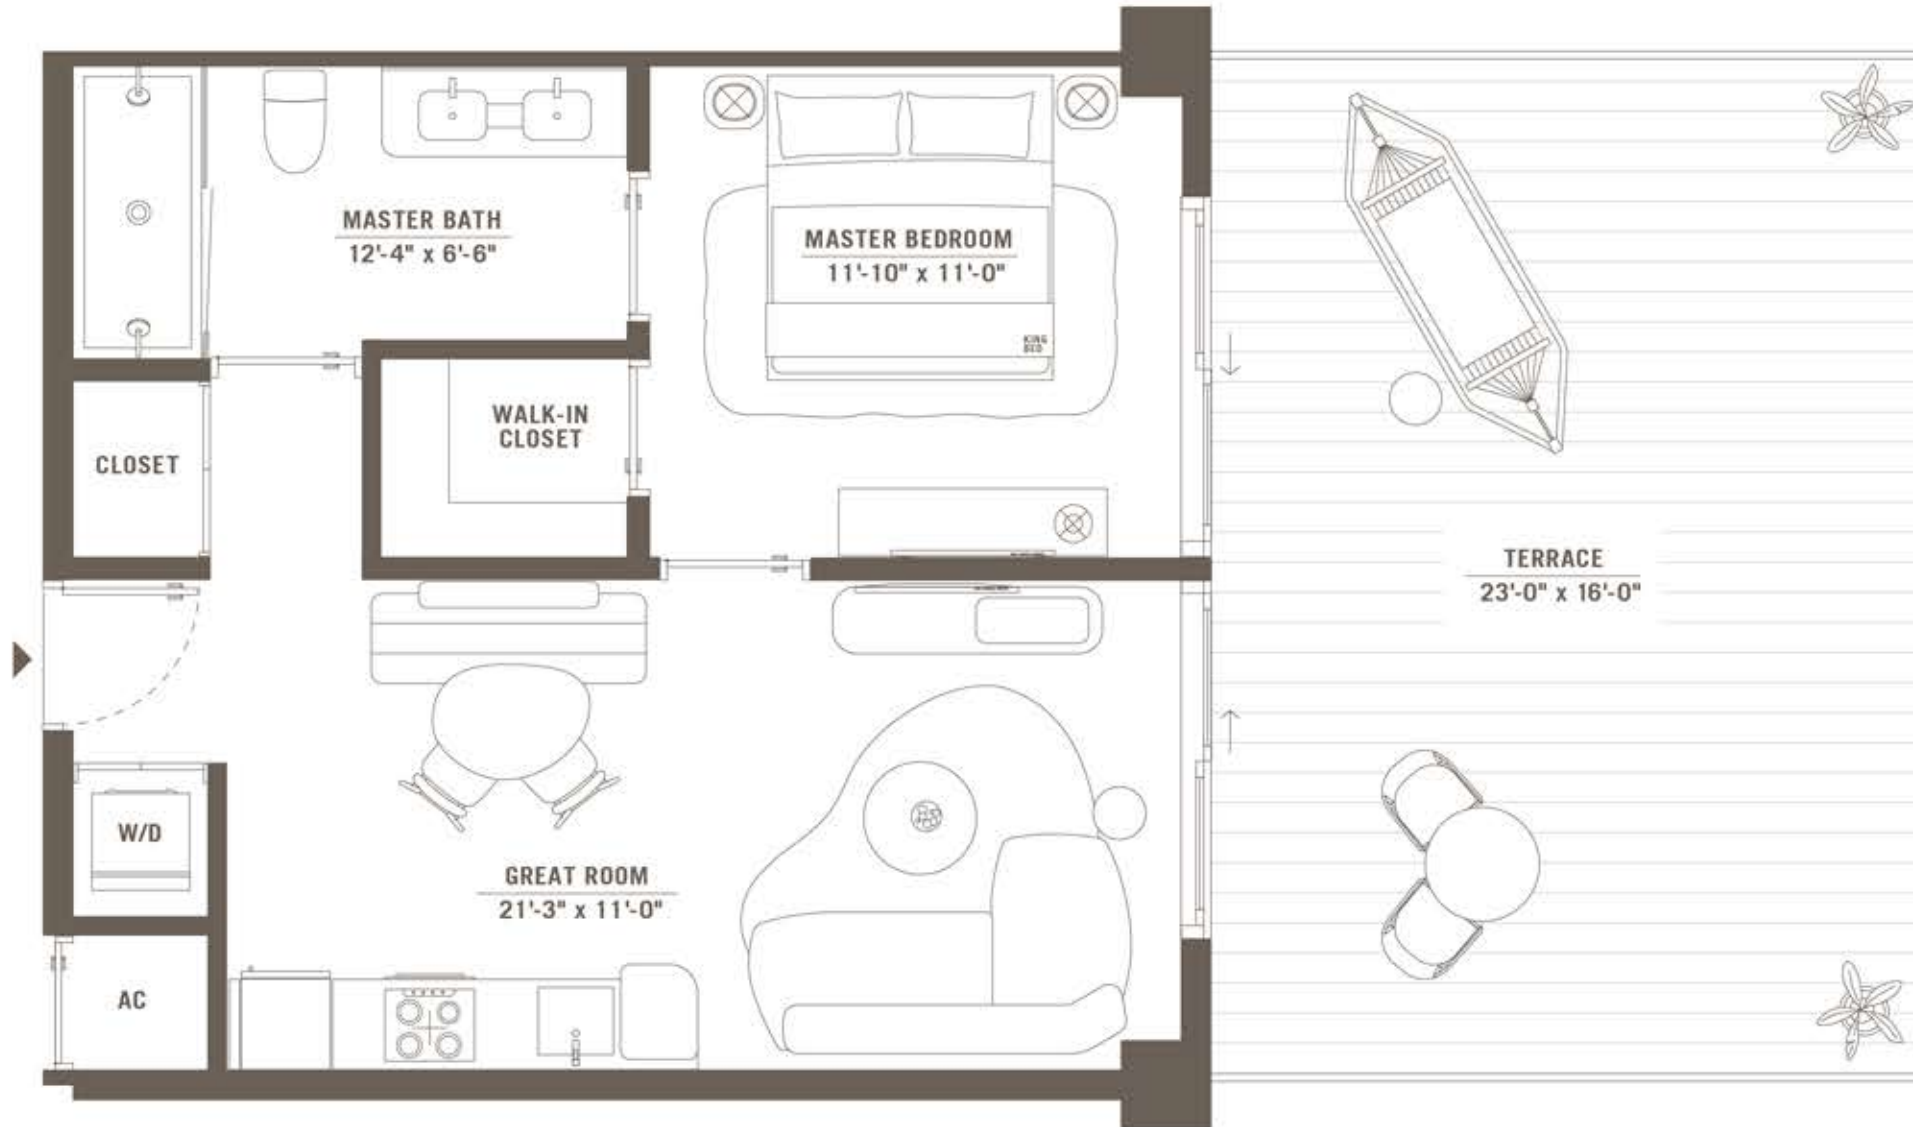 MASTER BATH
12'-4" x 6'-6"
MASTER BEDROOM
11'-10" x 11'-0"
KING
BED
WALK-IN
CLOSET
CLOSET
TERRACE
23'-0" x 16'-0"
W/D
GREAT ROOM
21'-3" x 11'-0"
AC